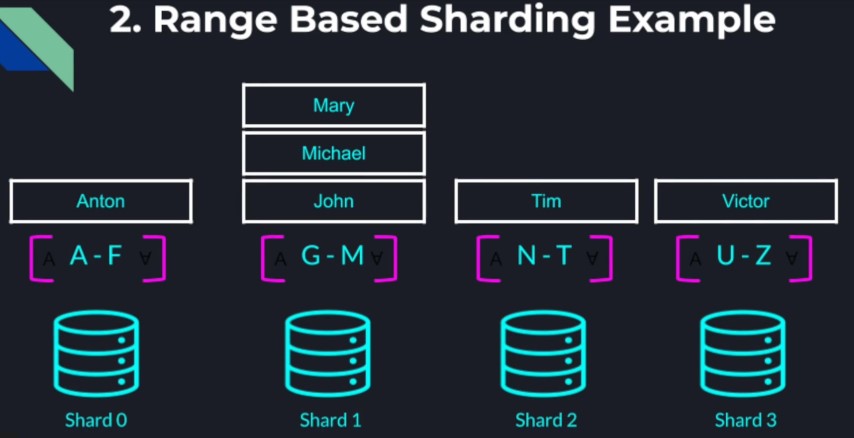 2. Range Based Sharding Example
Mary
Michael
Anton
John
Tim
Victor
A A - F ∀
A G - M ∀
A N - T ∀
A U - Z ∀
Shard 0
Shard 1
Shard 2
Shard 3